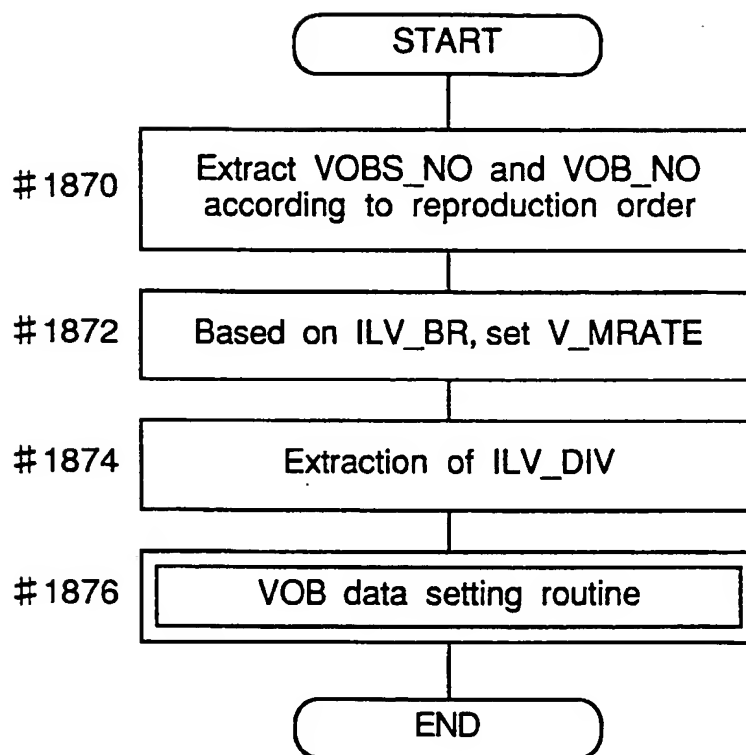 START
#1870
Extract VOBS_NO and VOB_NO
according to reproduction order
#1872
Based on ILV_BR, set V_MRATE
#1874
Extraction of ILV_DIV
#1876
VOB data setting routine
END